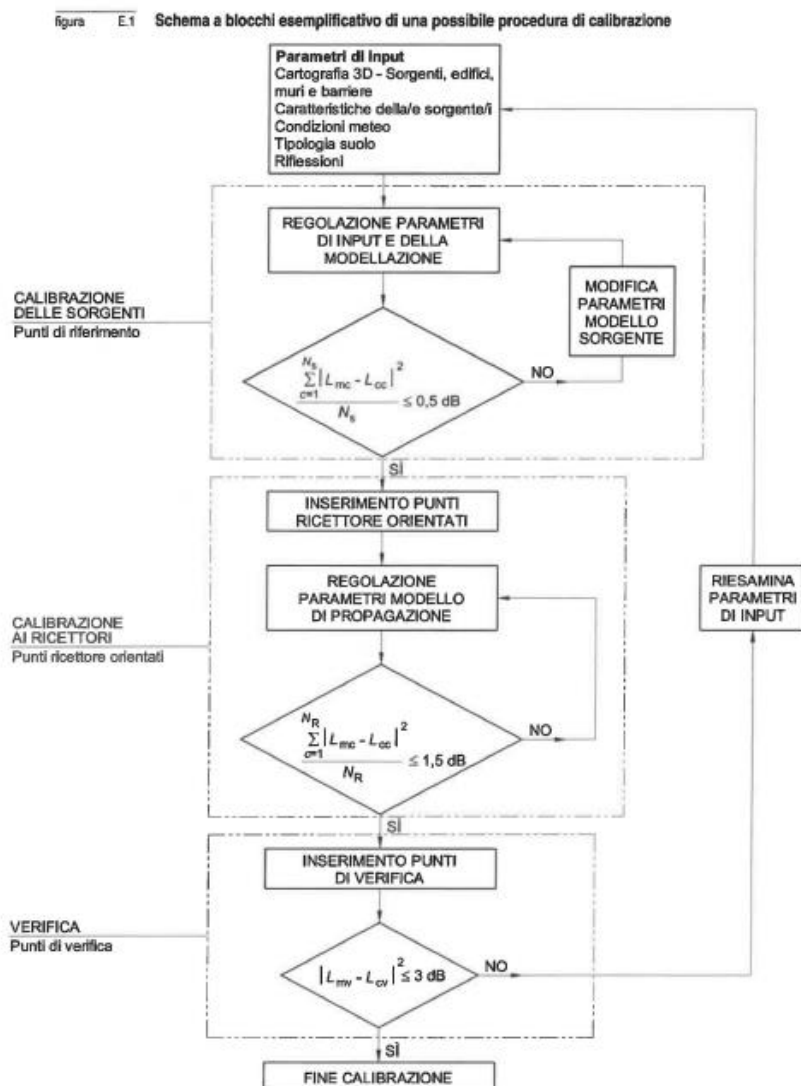 figura E.1 Schema a blocchi esemplificativo di una possibile procedura di calibrazione
Parametri di Input
Cartografia 3D - Sorgenti, edifici,
muri e barriere
Caratteristiche della/e sorgente/i
Condizioni meteo
Tipologia suolo
Riflessioni
REGOLAZIONE PARAMETRI
DI INPUT E DELLA
MODELLAZIONE
MODIFICA
PARAMETRI
MODELLO
SORGENTE
CALIBRAZIONE
DELLE SORGENTI
Punti di riferimento
N_s
∑ |L_mc - L_cc|²
c=1
N_s
≤ 0,5 dB
NO
SÌ
INSERIMENTO PUNTI
RICETTORE ORIENTATI
REGOLAZIONE
PARAMETRI MODELLO
DI PROPAGAZIONE
RIESAMINA
PARAMETRI
DI INPUT
CALIBRAZIONE
AI RICETTORI
Punti ricettore orientati
N_R
∑ |L_mc - L_cc|²
c=1
N_R
≤ 1,5 dB
NO
SÌ
INSERIMENTO PUNTI
DI VERIFICA
VERIFICA
Punti di verifica
|L_mv - L_cv|² ≤ 3 dB
NO
SÌ
FINE CALIBRAZIONE